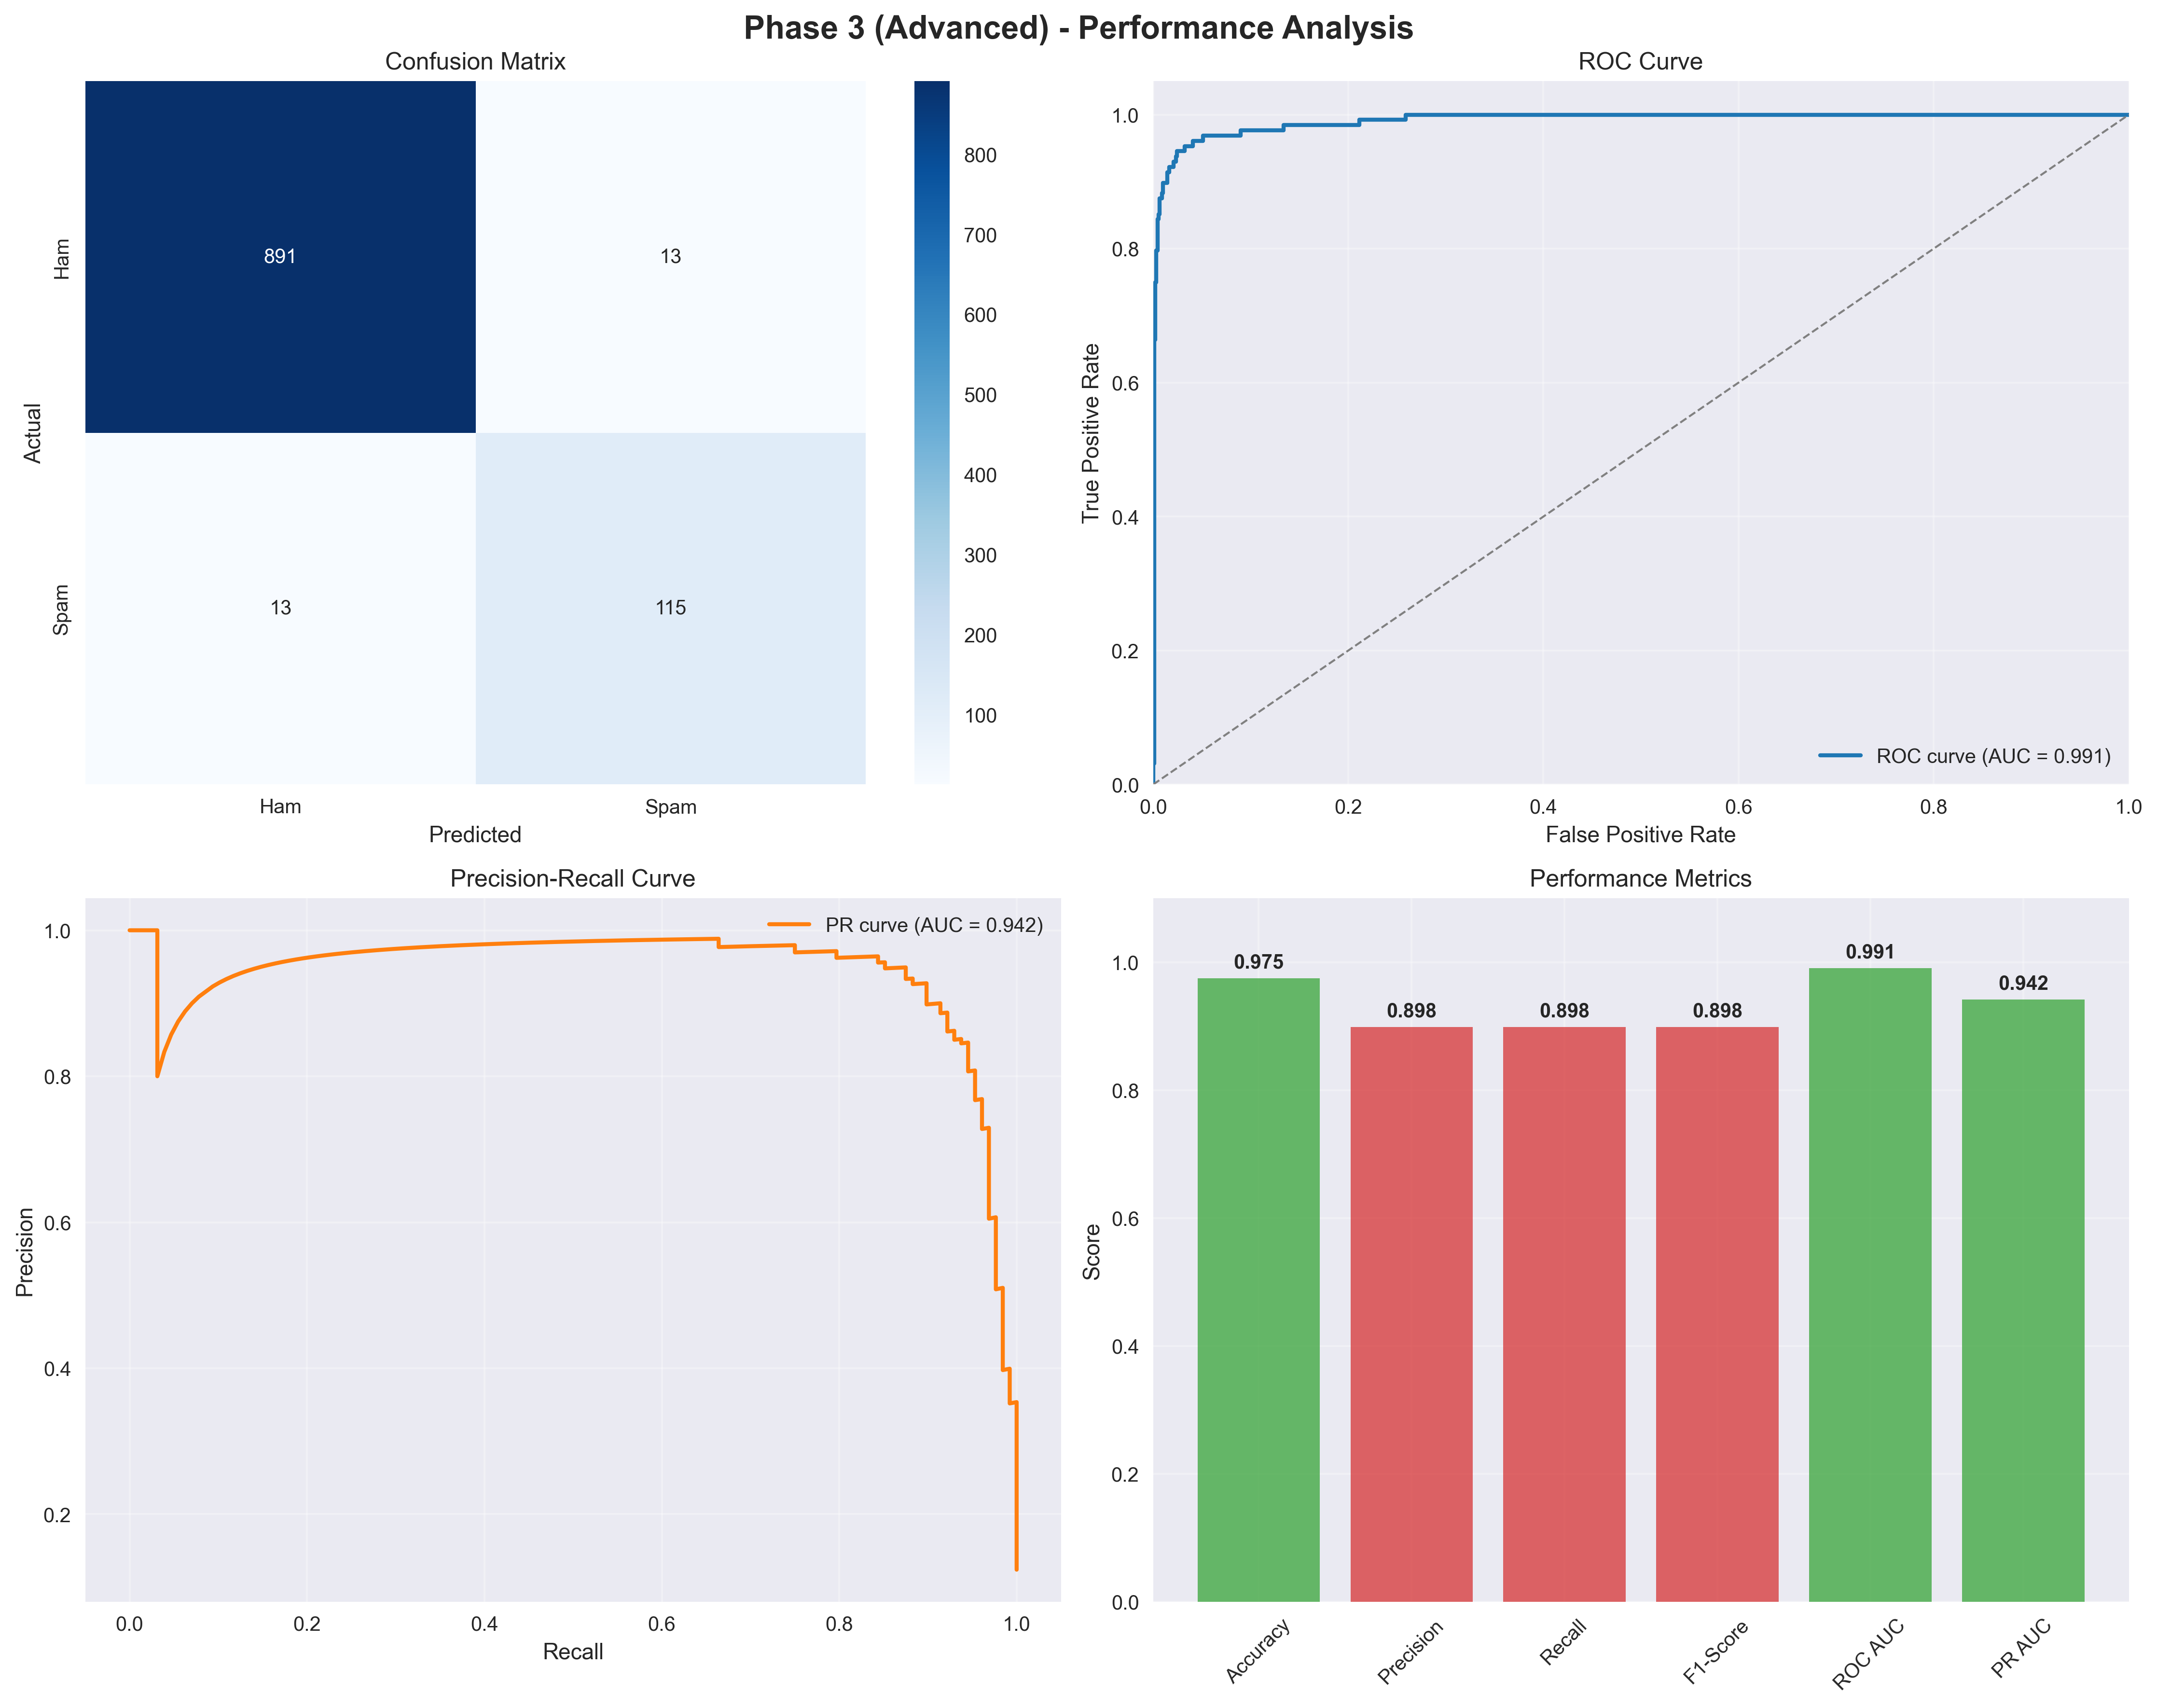 Phase 3 (Advanced) - Performance Analysis
Confusion Matrix
Actual
Ham
Spam
891
13
13
115
Ham
Spam
Predicted
800
700
600
500
400
300
200
100
ROC Curve
True Positive Rate
1.0
0.8
0.6
0.4
0.2
0.0
ROC curve (AUC = 0.991)
0.0
0.2
0.4
0.6
0.8
1.0
False Positive Rate
Precision-Recall Curve
PR curve (AUC = 0.942)
Precision
1.0
0.8
0.6
0.4
0.2
0.0
0.2
0.4
0.6
0.8
1.0
Recall
Performance Metrics
Score
1.0
0.8
0.6
0.4
0.2
0.0
0.975
0.898
0.898
0.898
0.991
0.942
Accuracy
Precision
Recall
F1-Score
ROC AUC
PR AUC